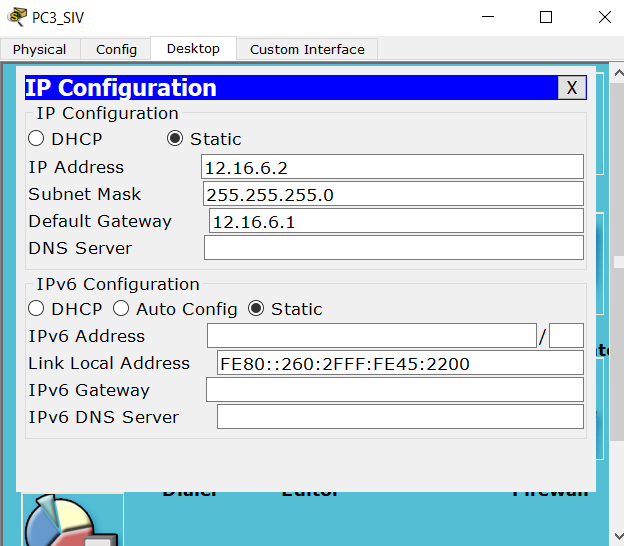 PC3_SIV
Physical Config Desktop Custom Interface
IP Configuration X
IP Configuration
DHCP Static
IP Address 12.16.6.2
Subnet Mask 255.255.255.0
Default Gateway 12.16.6.1
DNS Server
IPv6 Configuration
DHCP Auto Config Static
IPv6 Address /
Link Local Address FE80::260:2FFF:FE45:2200
IPv6 Gateway
IPv6 DNS Server
Dialer Editor Firewall